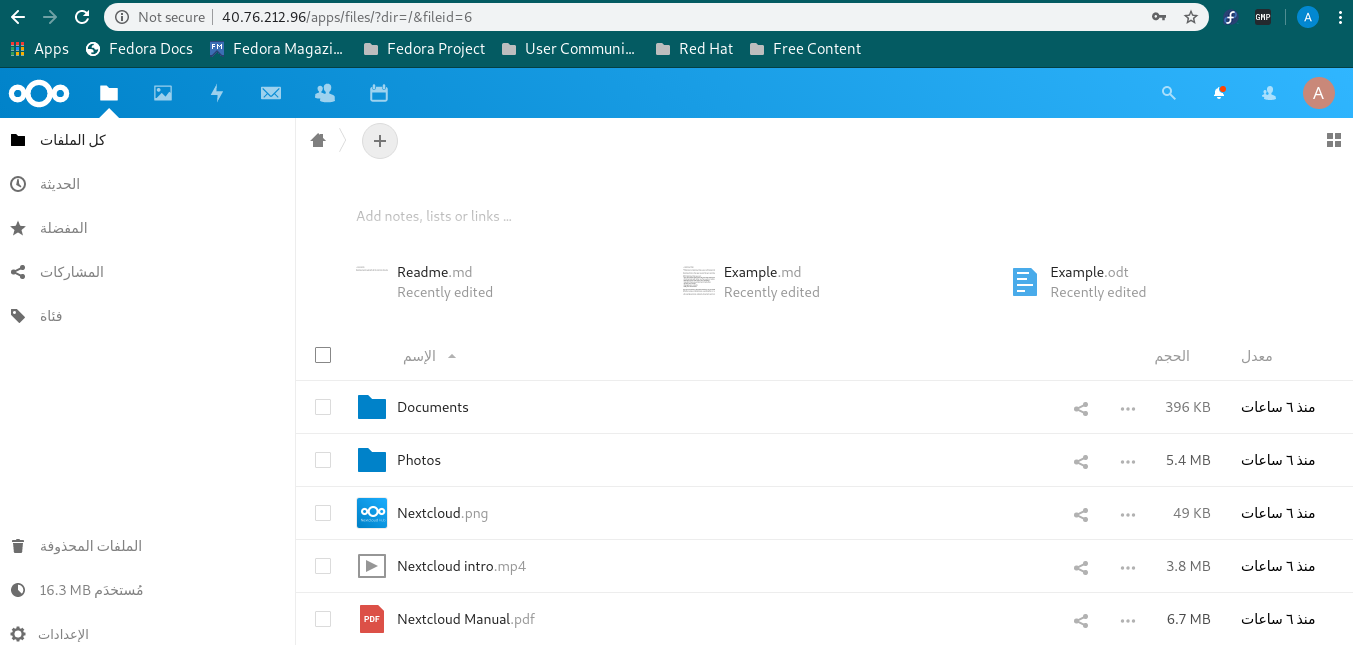 Not secure | 40.76.212.96/apps/files/?dir=/&fileid=6
GMP
A
Apps Fedora Docs FM Fedora Magazi... Fedora Project User Communi... Red Hat Free Content
A
كل الملفات
الحديثة
المفضلة
المشاركات
فئة
الملفات المحذوفة
16.3 MB مُستخدَم
الإعدادات
Add notes, lists or links ...
Readme.md
Recently edited
Example.md
Recently edited
Example.odt
Recently edited
الإسم الحجم معدل
Documents 396 KB منذ ٦ ساعات
Photos 5.4 MB منذ ٦ ساعات
Nextcloud.png 49 KB منذ ٦ ساعات
Nextcloud intro.mp4 3.8 MB منذ ٦ ساعات
PDF Nextcloud Manual.pdf 6.7 MB منذ ٦ ساعات